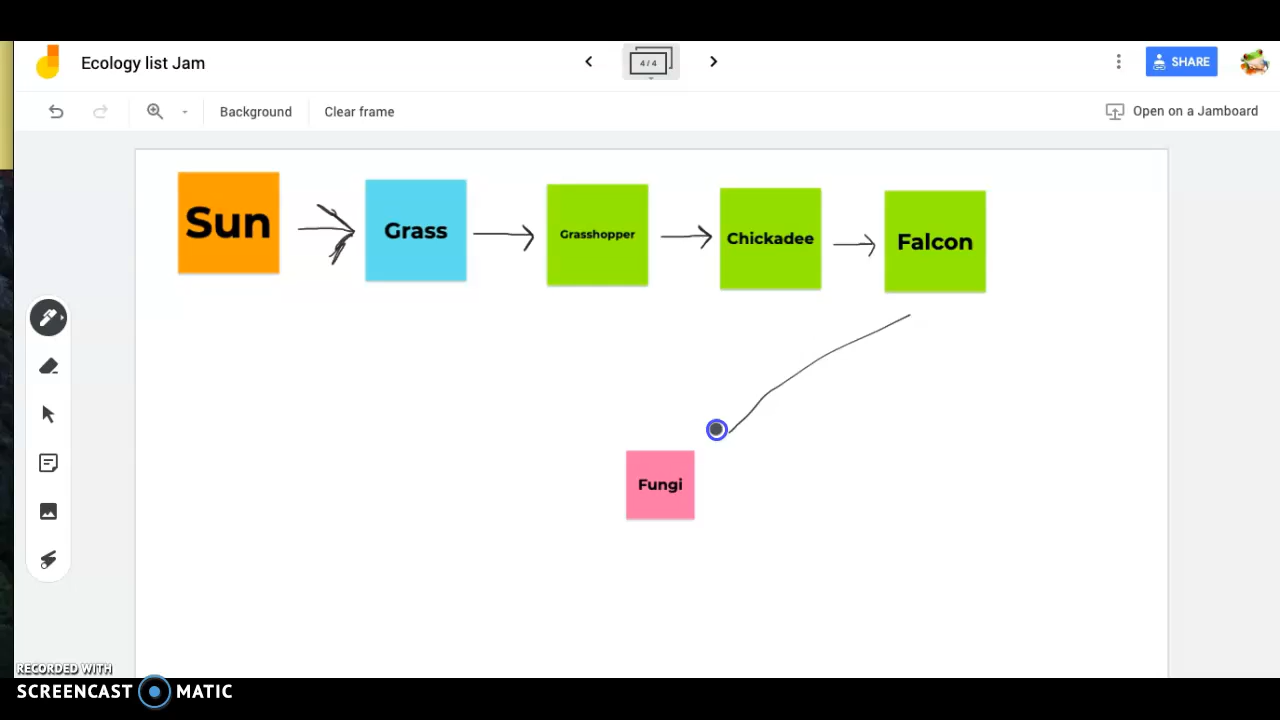 Ecology list Jam
4 / 4
SHARE
Background
Clear frame
Open on a Jamboard
Sun
Grass
Grasshopper
Chickadee
Falcon
Fungi
RECORDED WITH
SCREENCAST MATIC